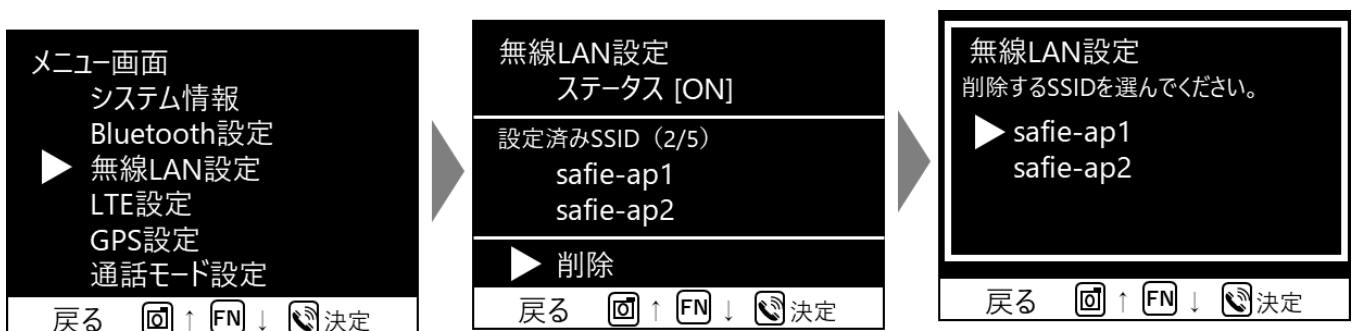 メニュー画面
システム情報
Bluetooth設定
無線LAN設定
LTE設定
GPS設定
通話モード設定
戻る ↑ FN ↓ 決定
無線LAN設定
ステータス [ON]
設定済みSSID（2/5）
safie-ap1
safie-ap2
削除
戻る ↑ FN ↓ 決定
無線LAN設定
削除するSSIDを選んでください。
safie-ap1
safie-ap2
戻る ↑ FN ↓ 決定